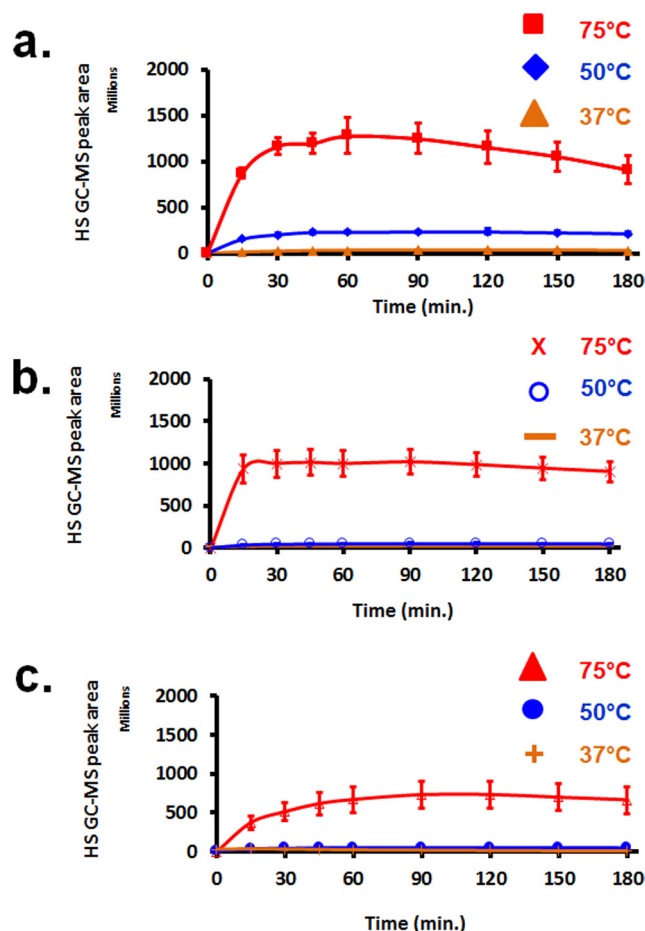 a.
75°C
50°C
37°C
HS GC-MS peak area
Millions
2000
1500
1000
500
0
0 30 60 90 120 150 180
Time (min.)
b.
X 75°C
50°C
37°C
HS GC-MS peak area
Millions
2000
1500
1000
500
0
0 30 60 90 120 150 180
Time (min.)
c.
75°C
50°C
37°C
HS GC-MS peak area
Millions
2000
1500
1000
500
0
0 30 60 90 120 150 180
Time (min.)